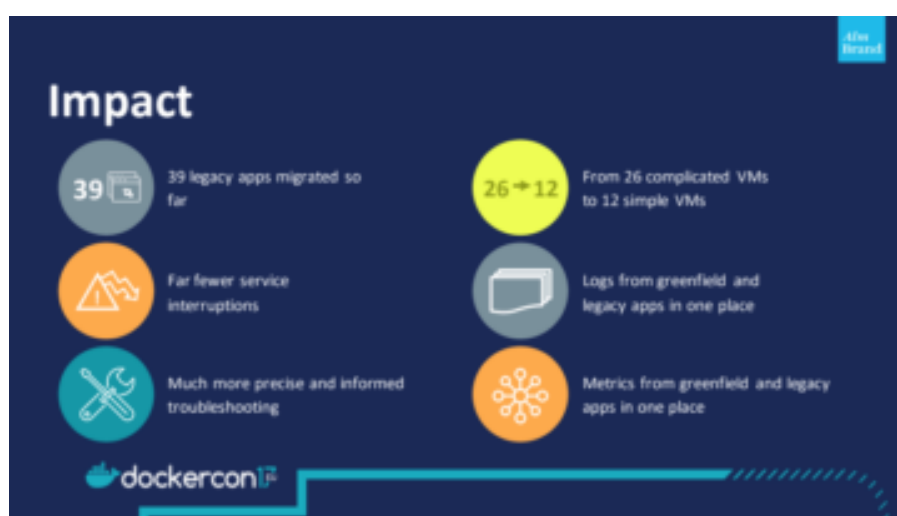 Alm
Brand
Impact
39
39 legacy apps migrated so
far
26 → 12
From 26 complicated VMs
to 12 simple VMs
Far fewer service
interruptions
Logs from greenfield and
legacy apps in one place
Much more precise and informed
troubleshooting
Metrics from greenfield and legacy
apps in one place
dockercon